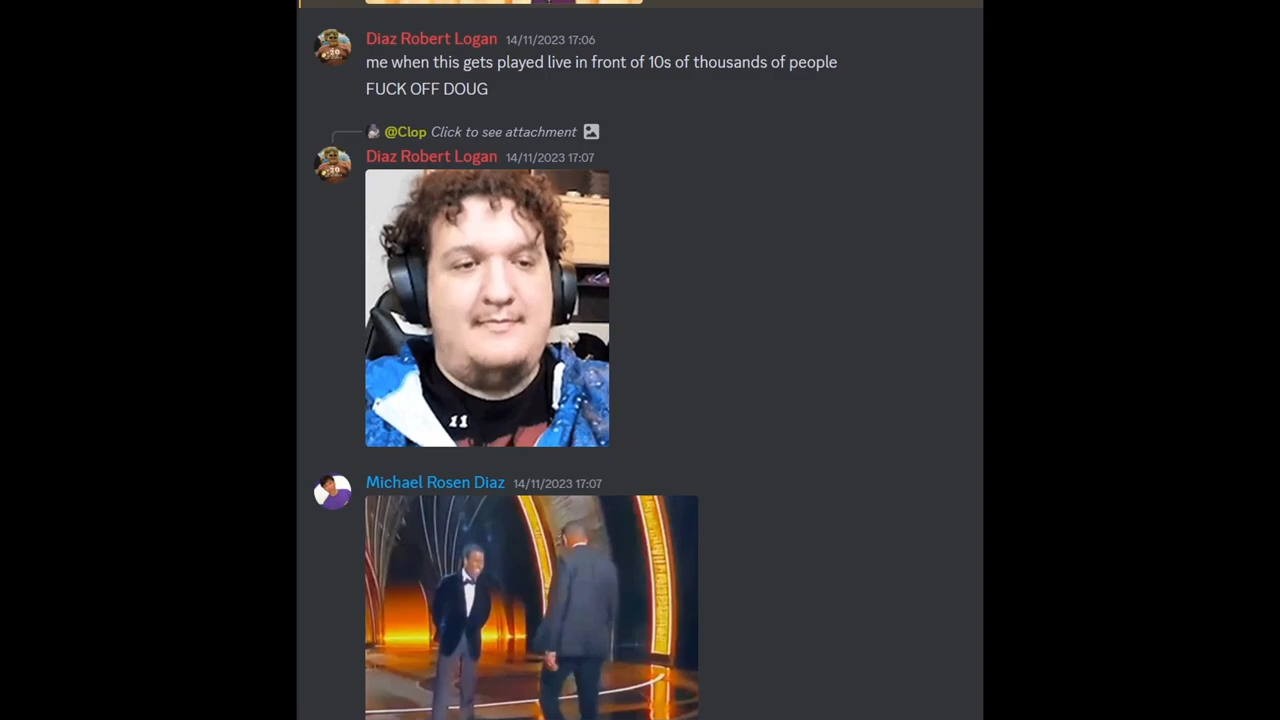 Diaz Robert Logan 14/11/2023 17:06
me when this gets played live in front of 10s of thousands of people
FUCK OFF DOUG
@Clop Click to see attachment
Diaz Robert Logan 14/11/2023 17:07
11
Michael Rosen Diaz 14/11/2023 17:07